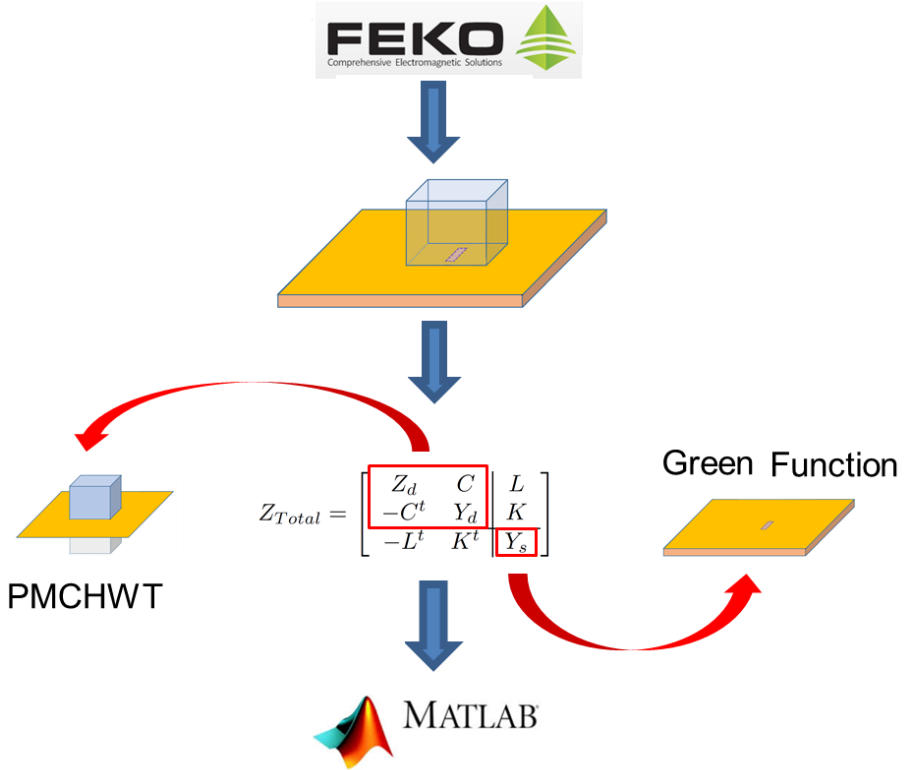 FEKO
Comprehensive Electromagnetic Solutions
Green Function
Z_d C L
Z_{Total} = -C^t Y_d K
-L^t K^t Y_s
PMCHWT
MATLAB